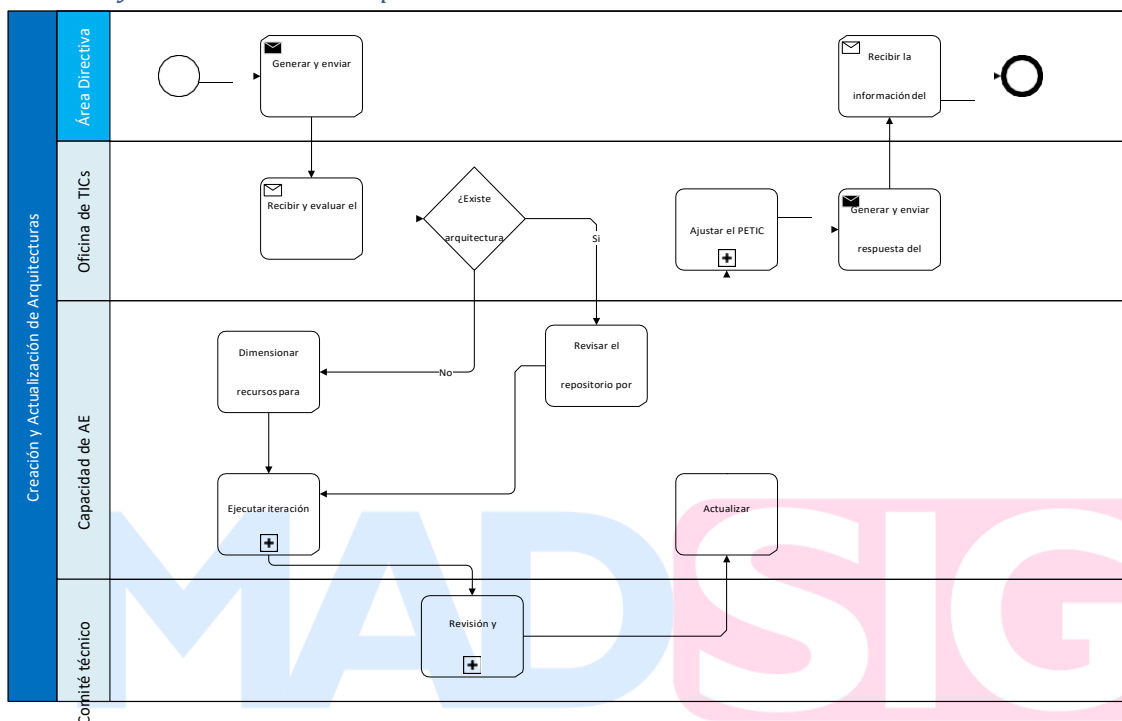 Creación y Actualización de Arquitecturas
Área Directiva
Generar y enviar
Recibir la
información del
Oficina de TICs
Recibir y evaluar el
¿Existe
arquitectura
Si
Ajustar el PETIC
Generar y enviar
respuesta del
Capacidad de AE
Dimensionar
recursos para
No
Revisar el
repositorio por
Ejecutar iteración
Actualizar
Comité técnico
Revisión y
MADSIG